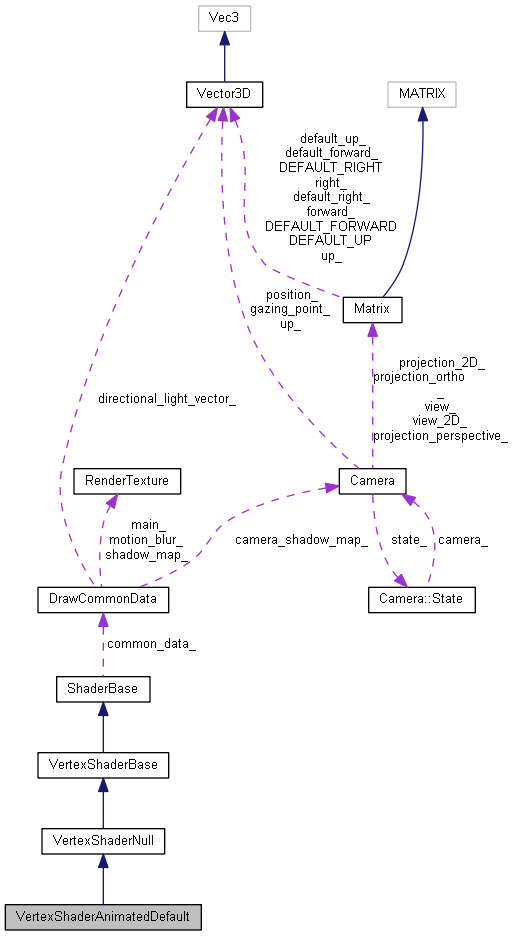 Vec3
Vector3D
MATRIX
default_up_
default_forward_
DEFAULT_RIGHT
right_
default_right_
forward_
DEFAULT_FORWARD
DEFAULT_UP
up_
position_
gazing_point_
up_
Matrix
projection_2D_
projection_ortho
_
view_
view_2D_
projection_perspective_
directional_light_vector_
RenderTexture
Camera
main_
motion_blur_
shadow_map_
camera_shadow_map_
state_
camera_
DrawCommonData
Camera::State
common_data_
ShaderBase
VertexShaderBase
VertexShaderNull
VertexShaderAnimatedDefault